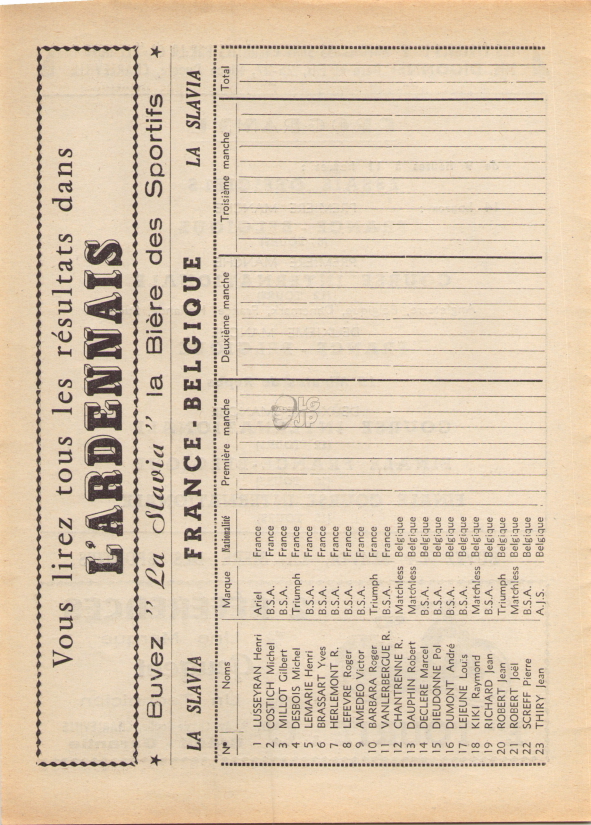 Vous lirez tous les résultats dans
L'ARDENNAIS
★ Buvez "La Slavia" la Bière des Sportifs ★
LA SLAVIA FRANCE-BELGIQUE LA SLAVIA
N° Noms Marque Nationalité Première manche Deuxième manche Troisième manche Total
1 LUSSEYRAN Henri Ariel France
2 COSTICH Michel B.S.A. France
3 MILLOT Gilbert B.S.A. France
4 DESBOIS Michel Triumph France
5 LEMARIE Henri B.S.A. France
6 BRASSART Yves B.S.A. France
7 HERLEMONT R. B.S.A. France
8 LEFEVRE Roger B.S.A. France
9 AMEDEO Victor B.S.A. France
10 BARBARA Roger Triumph France
11 VANLERBERGUE R. B.S.A. France
12 CHANTRENNE R. Matchless Belgique
13 DAUPHIN Robert Matchless Belgique
14 DECLERE Marcel B.S.A. Belgique
15 DIEUDONNE Pol B.S.A. Belgique
16 DUMONT André B.S.A. Belgique
17 LEJEUNE Louis B.S.A. Belgique
18 KIKI Raymond Matchless Belgique
19 RICHARD Jean B.S.A. Belgique
20 ROBERT Jean Triumph Belgique
21 ROBERT Joël Matchless Belgique
22 SCREFF Pierre B.S.A. Belgique
23 THIRY Jean A.J.S. Belgique
LG
JP